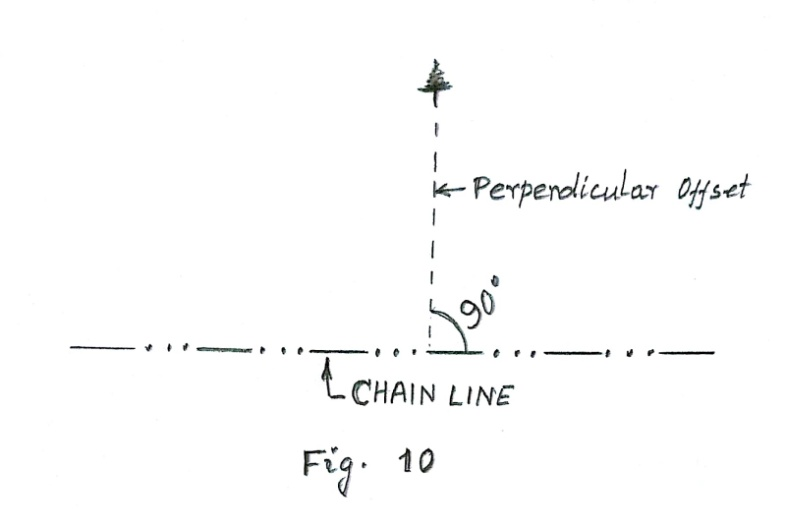 Perpendicular Offset
90°
CHAIN LINE
Fig. 10